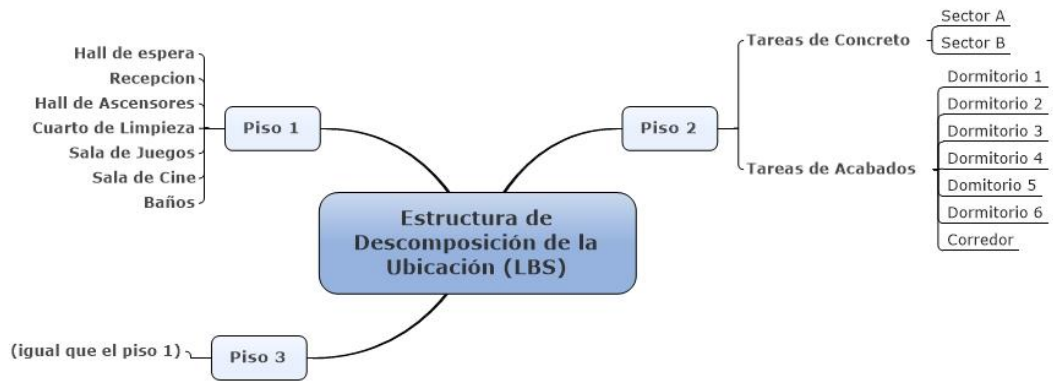 Estructura de
Descomposición de la
Ubicación (LBS)
Piso 1
Hall de espera
Recepcion
Hall de Ascensores
Cuarto de Limpieza
Sala de Juegos
Sala de Cine
Baños
Piso 2
Tareas de Concreto
Sector A
Sector B
Tareas de Acabados
Dormitorio 1
Dormitorio 2
Dormitorio 3
Dormitorio 4
Domitorio 5
Dormitorio 6
Corredor
Piso 3
(igual que el piso 1)